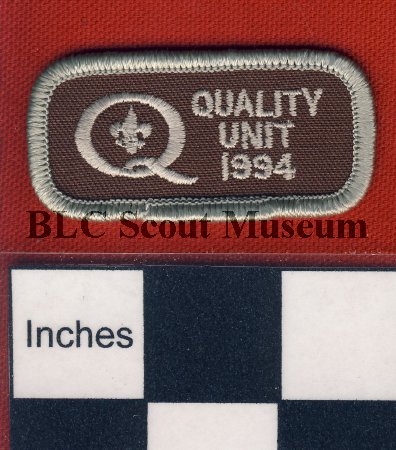 Q QUALITY
UNIT
1994
BLC Scout Museum
Inches